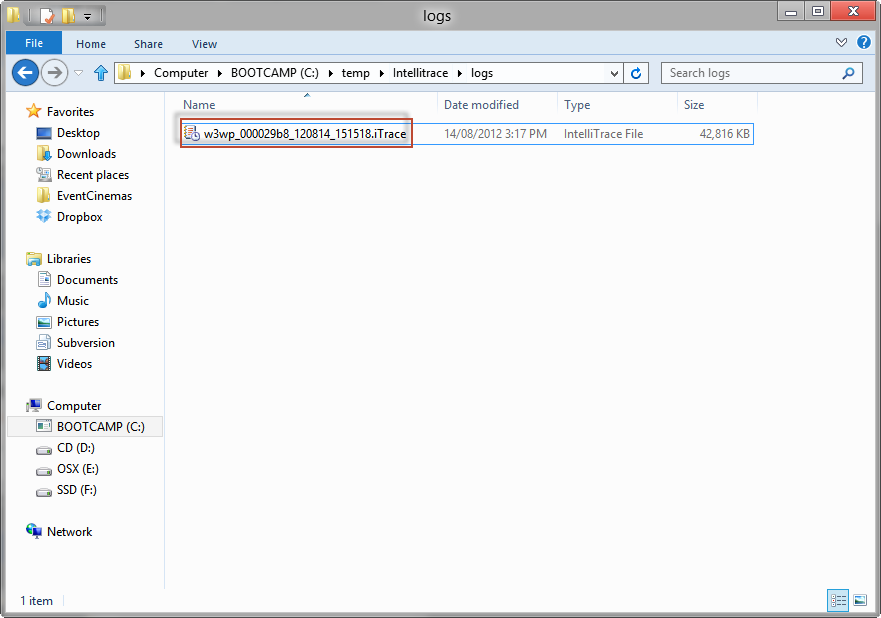 logs
File Home Share View
Computer BOOTCAMP (C:) temp Intellitrace logs
Search logs
Favorites
Desktop
Downloads
Recent places
EventCinemas
Dropbox
Libraries
Documents
Music
Pictures
Subversion
Videos
Computer
BOOTCAMP (C:)
CD (D:)
OSX (E:)
SSD (F:)
Network
Name Date modified Type Size
w3wp_000029b8_120814_151518.iTrace 14/08/2012 3:17 PM IntelliTrace File 42,816 KB
1 item